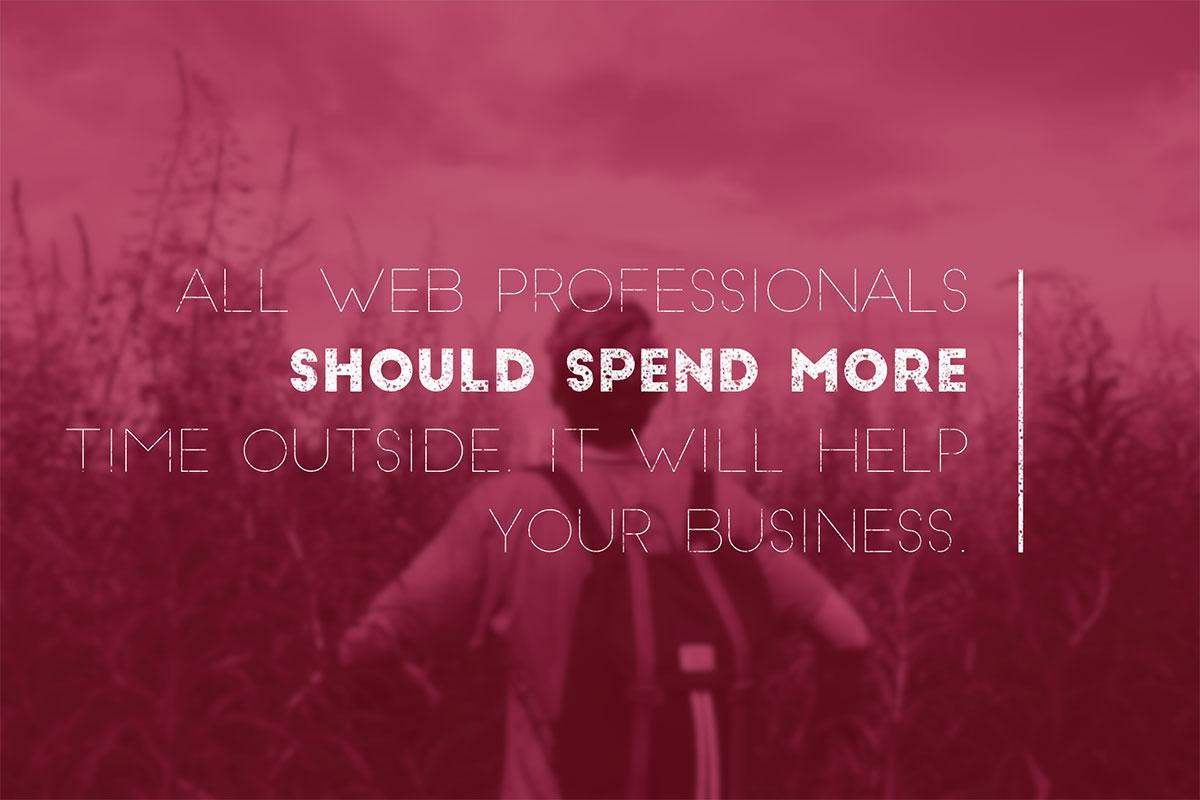 ALL WEB PROFESSIONALS
SHOULD SPEND MORE
TIME OUTSIDE. IT WILL HELP
YOUR BUSINESS.